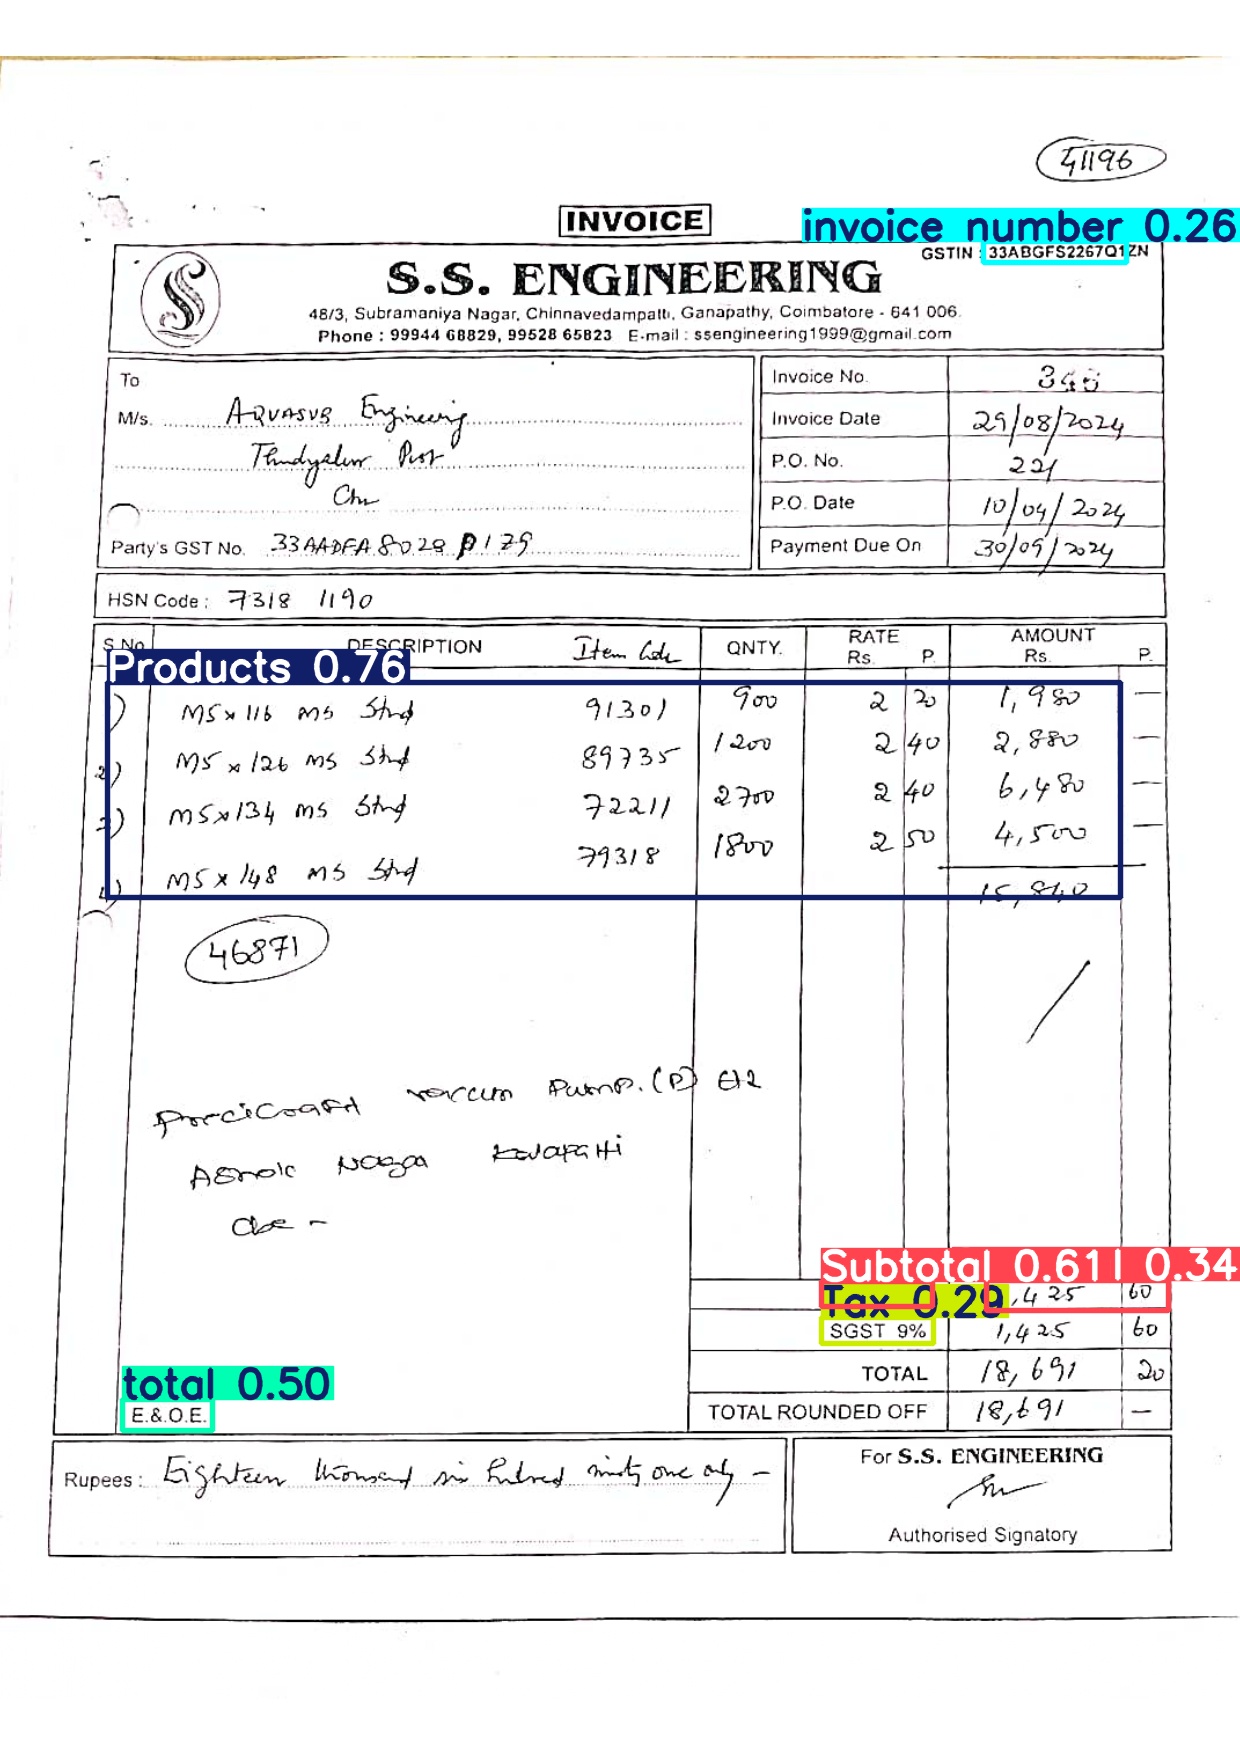 41196
INVOICE
invoice number 0.26
GSTIN : 33ABGFS2267Q1ZN
S.S. ENGINEERING
48/3, Subramaniya Nagar, Chinnavedampatti, Ganapathy, Coimbatore - 641 006.
Phone : 99944 68829, 99528 65823 E-mail : ssengineering1999@gmail.com
To
M/s. Aquasub Engineering
Thudiyalur Post
Cbe
Party's GST No. 33AADFA8028P1Z9
Invoice No.
Invoice Date 29/08/2024
P.O. No. 221
P.O. Date 10/04/2024
Payment Due On 30/09/2024
HSN Code : 7318 1190
S.No. DESCRIPTION Item Code QNTY. RATE Rs. P. AMOUNT Rs. P.
Products 0.76
1) M5x116 MS Stud 91301 900 2 20 1,980 —
2) M5x126 MS Stud 89735 1200 2 40 2,880 —
3) M5x134 MS Stud 72211 2700 2 40 6,480 —
4) M5x148 MS Stud 79318 1800 2 50 4,500 —
15,840
46871
Pump. (P)
Ashok Naga
Cbe -
Subtotal 0.61 0.34
Tax 0.29 ,425 60
SGST 9% 1,425 60
total 0.50
TOTAL 18,691 20
E.&.O.E.
TOTAL ROUNDED OFF 18,691 —
Rupees : Eighteen thousand six hundred ninety one only -
For S.S. ENGINEERING
Authorised Signatory